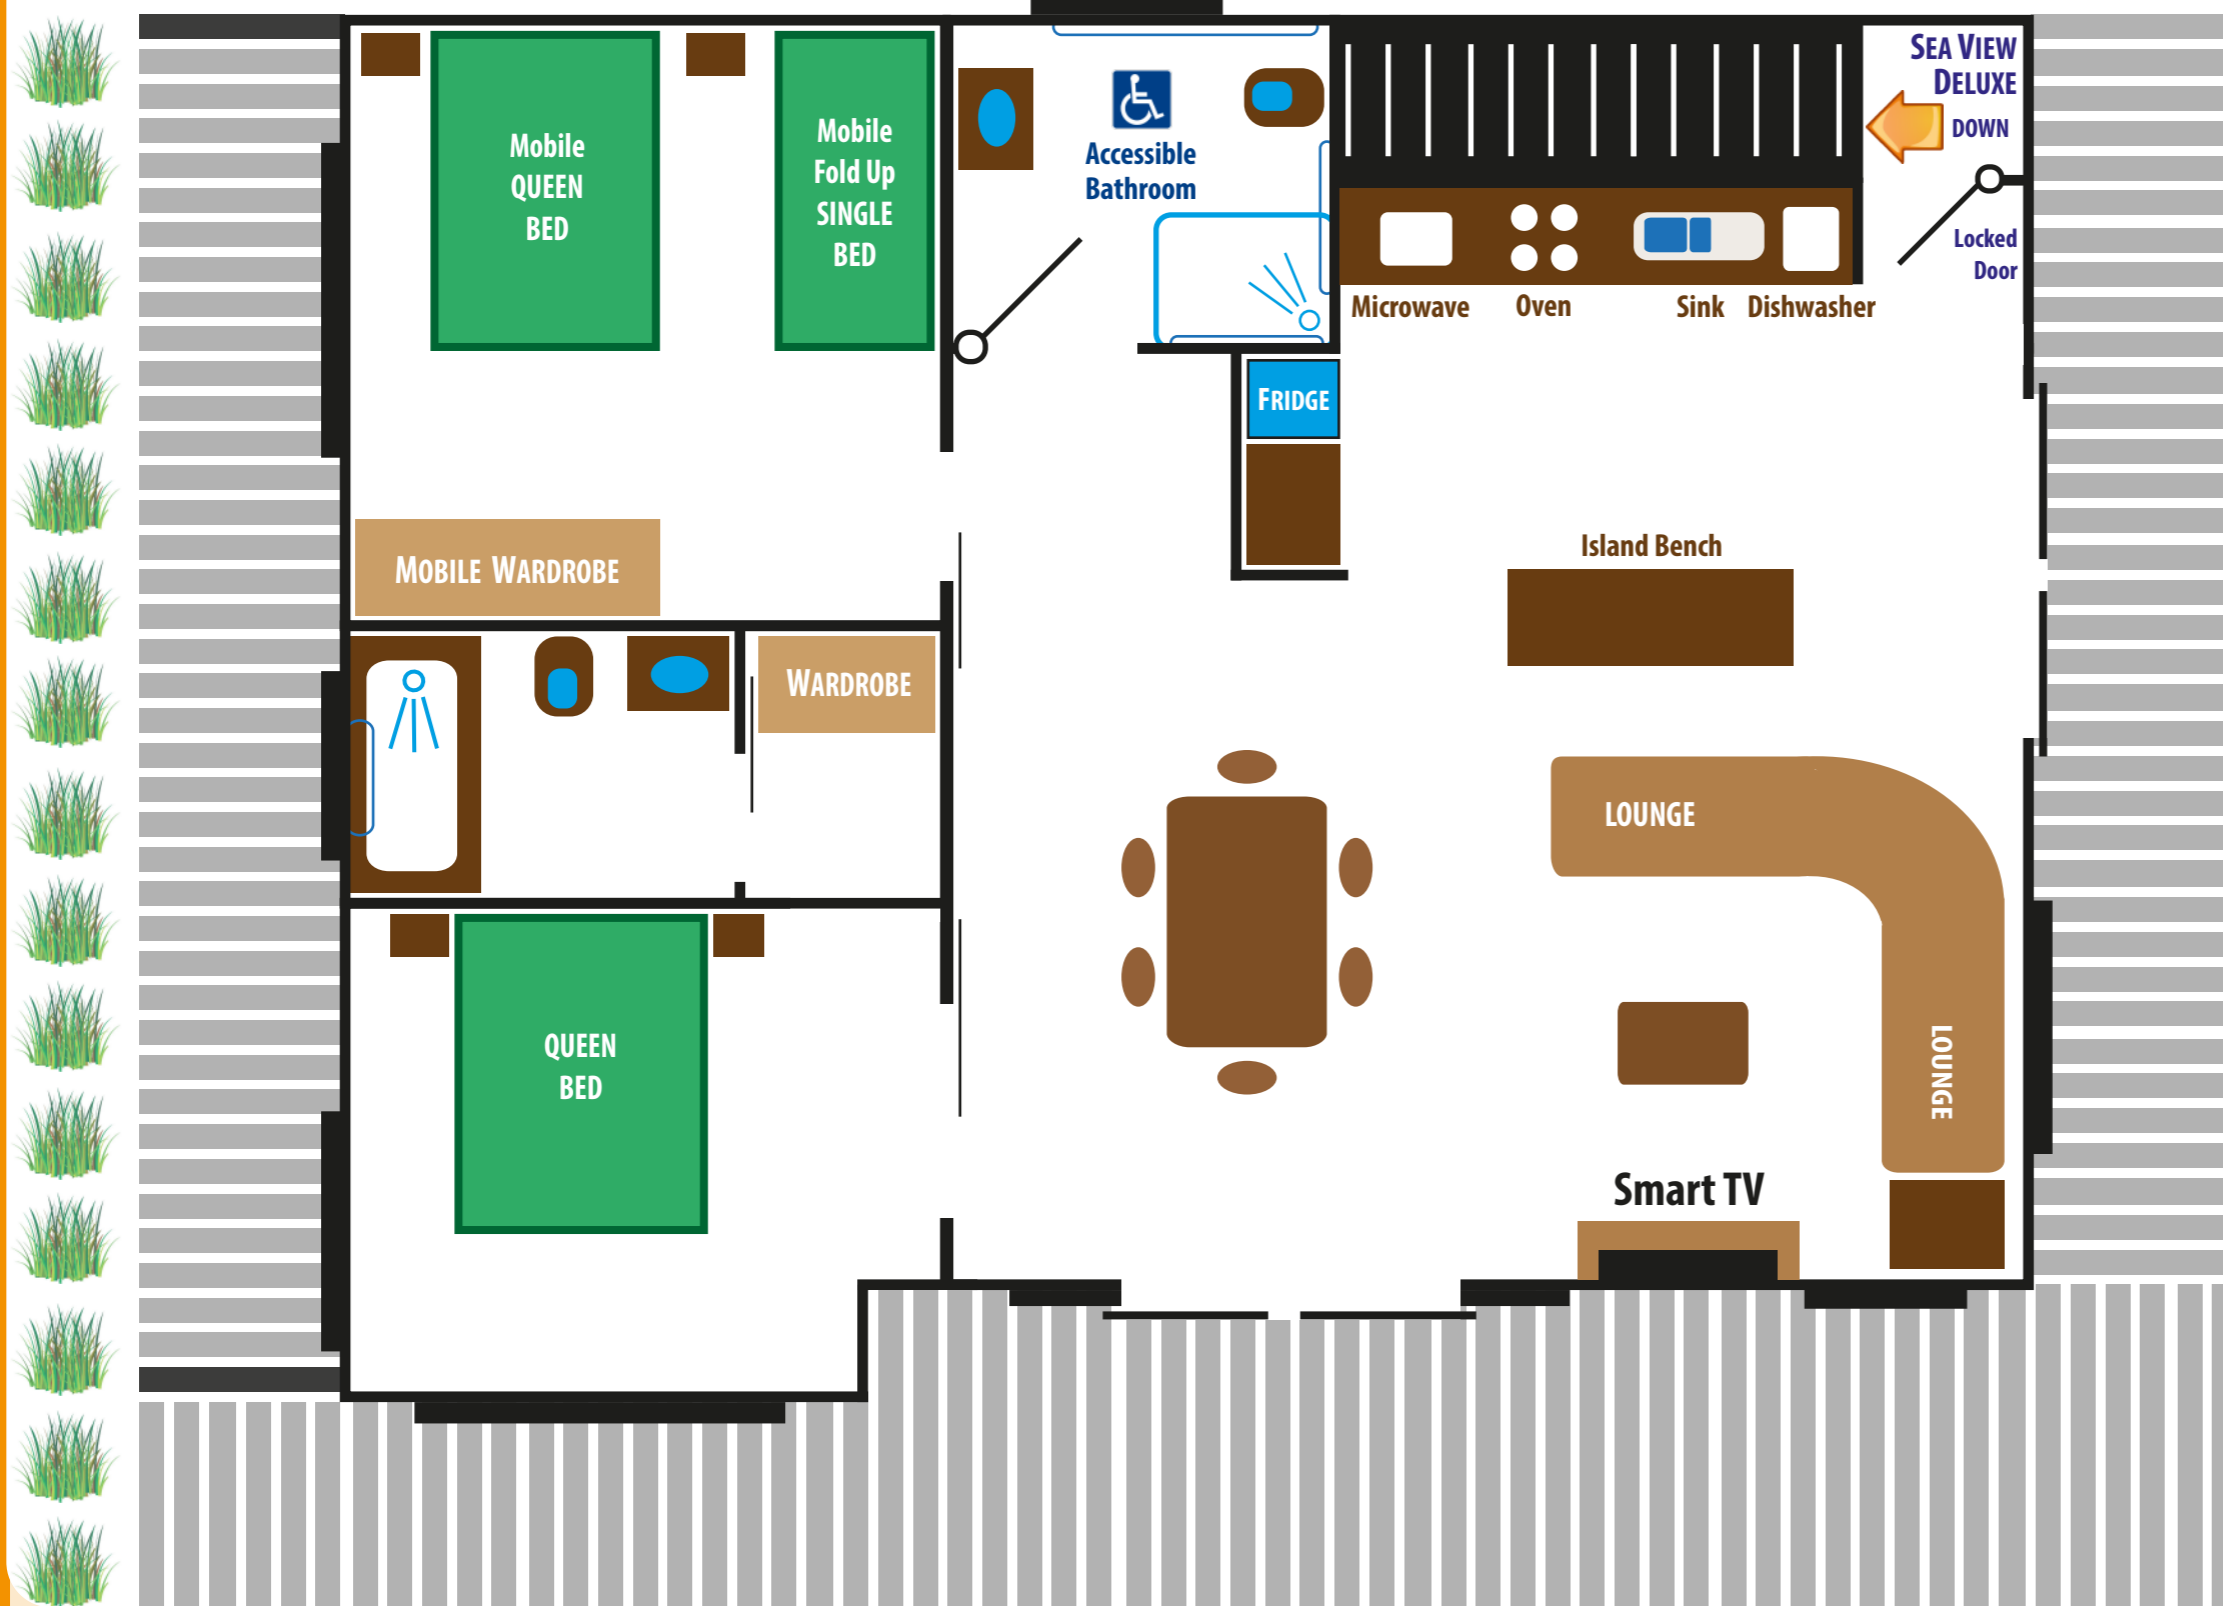 SEA VIEW
DELUXE
DOWN
Locked
Door
Mobile
QUEEN
BED
Mobile
Fold Up
SINGLE
BED
Accessible
Bathroom
Microwave
Oven
Sink
Dishwasher
FRIDGE
MOBILE WARDROBE
Island Bench
WARDROBE
LOUNGE
QUEEN
BED
LOUNGE
Smart TV